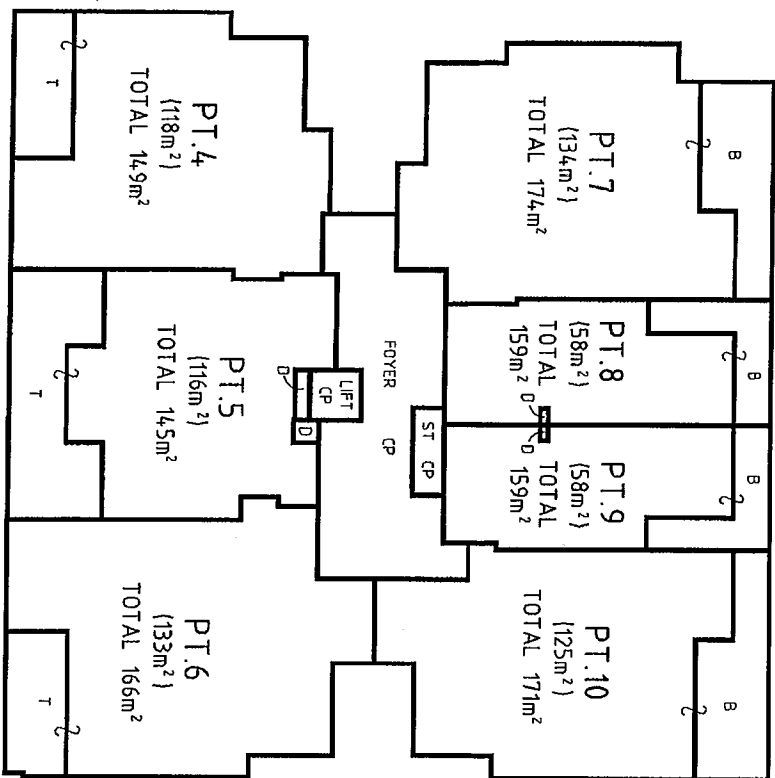 T
PT.4
(118m²)
TOTAL 149m²
PT.7
(134m²)
TOTAL 174m²
B
T
PT.5
(116m²)
TOTAL 145m²
D
LIFT
CP
D
FOYER
CP
ST CP
PT.8
(58m²)
TOTAL
159m²
B
D
D
PT.9
(58m²)
TOTAL
159m²
B
T
PT.6
(133m²)
TOTAL 166m²
PT.10
(125m²)
TOTAL 171m²
B